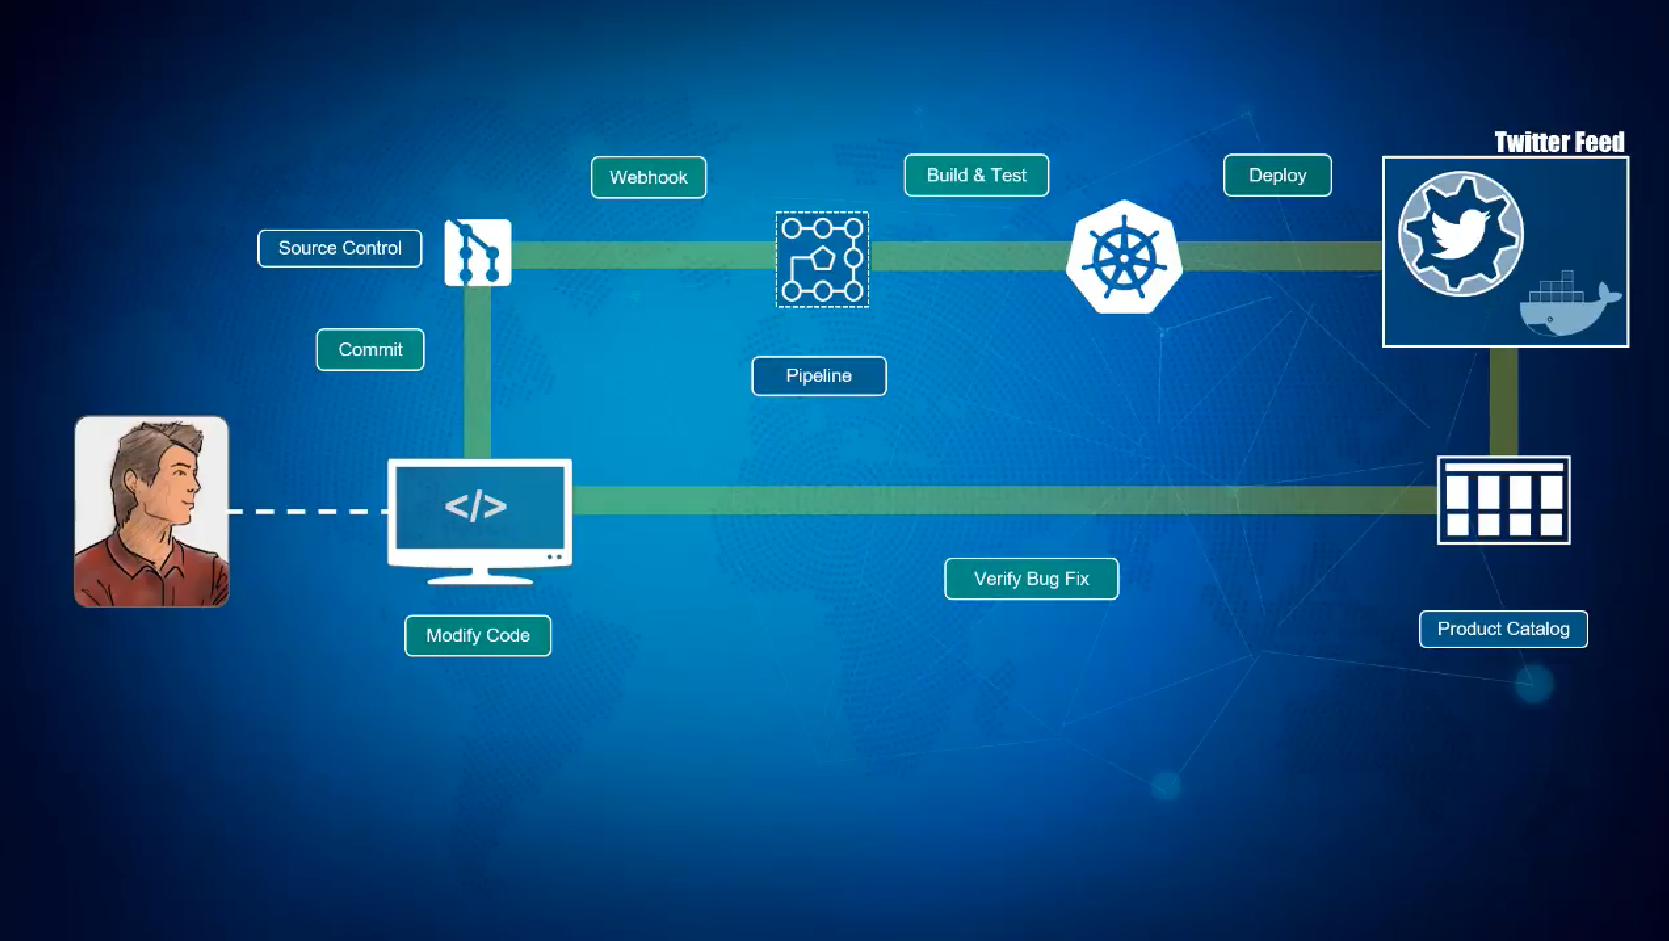 Twitter Feed
Webhook
Build & Test
Deploy
Source Control
Commit
Pipeline
</>
Verify Bug Fix
Modify Code
Product Catalog